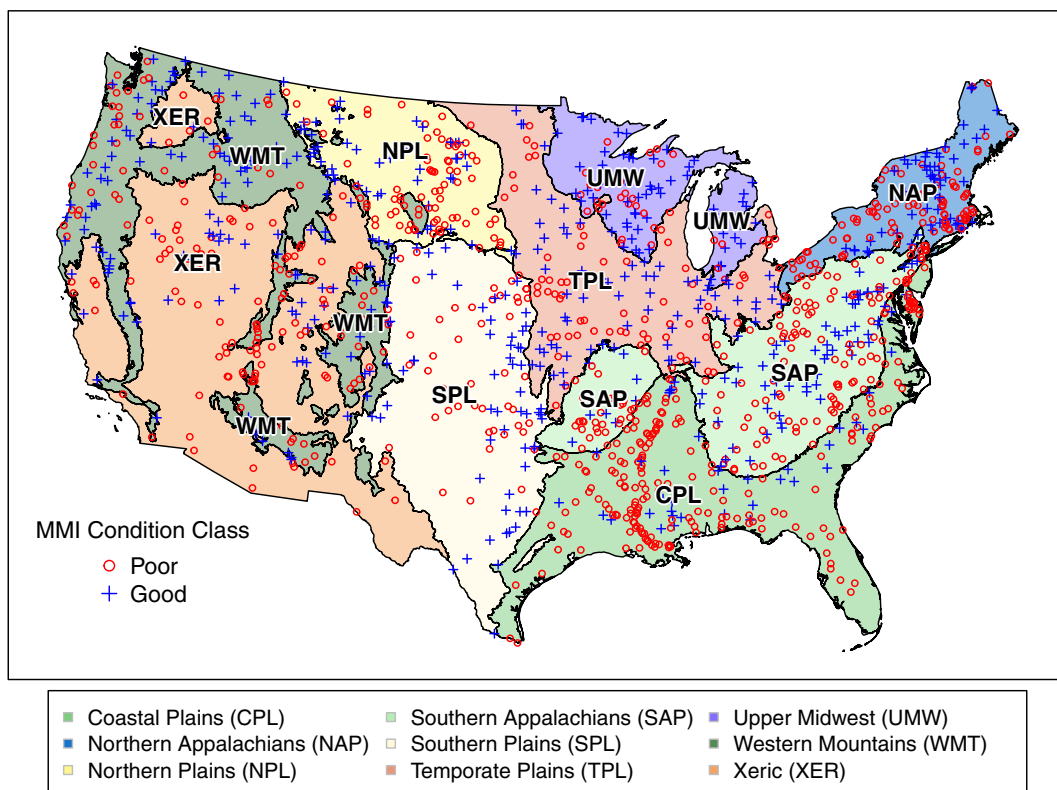 XER
WMT
NPL
UMW
NAP
UMW
XER
TPL
WMT
SAP
SPL
SAP
WMT
CPL
MMI Condition Class
Poor
Good
Coastal Plains (CPL)
Southern Appalachians (SAP)
Upper Midwest (UMW)
Northern Appalachians (NAP)
Southern Plains (SPL)
Western Mountains (WMT)
Northern Plains (NPL)
Temporate Plains (TPL)
Xeric (XER)